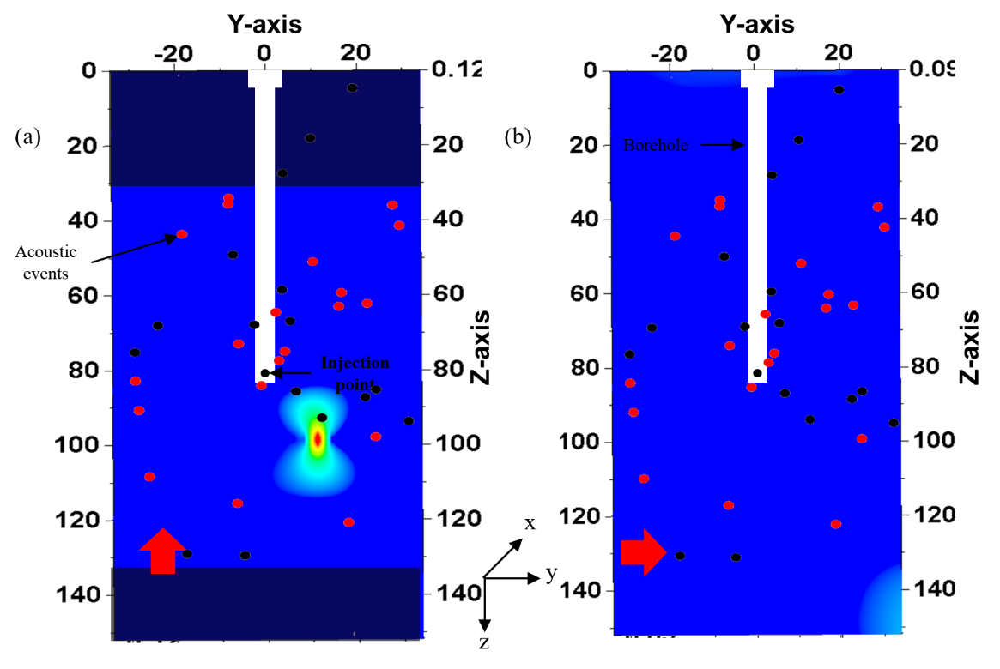 Y-axis
-20 0 20
0 0.12
(a)
20 20
40 40
Acoustic
events
60 60
Z-axis
80 80
Injection
point
100 100
120 120
140 140
x
y
z
Y-axis
-20 0 20
0 0.09
(b)
Borehole
20 20
40 40
60 60
Z-axis
80 80
100 100
120 120
140 140